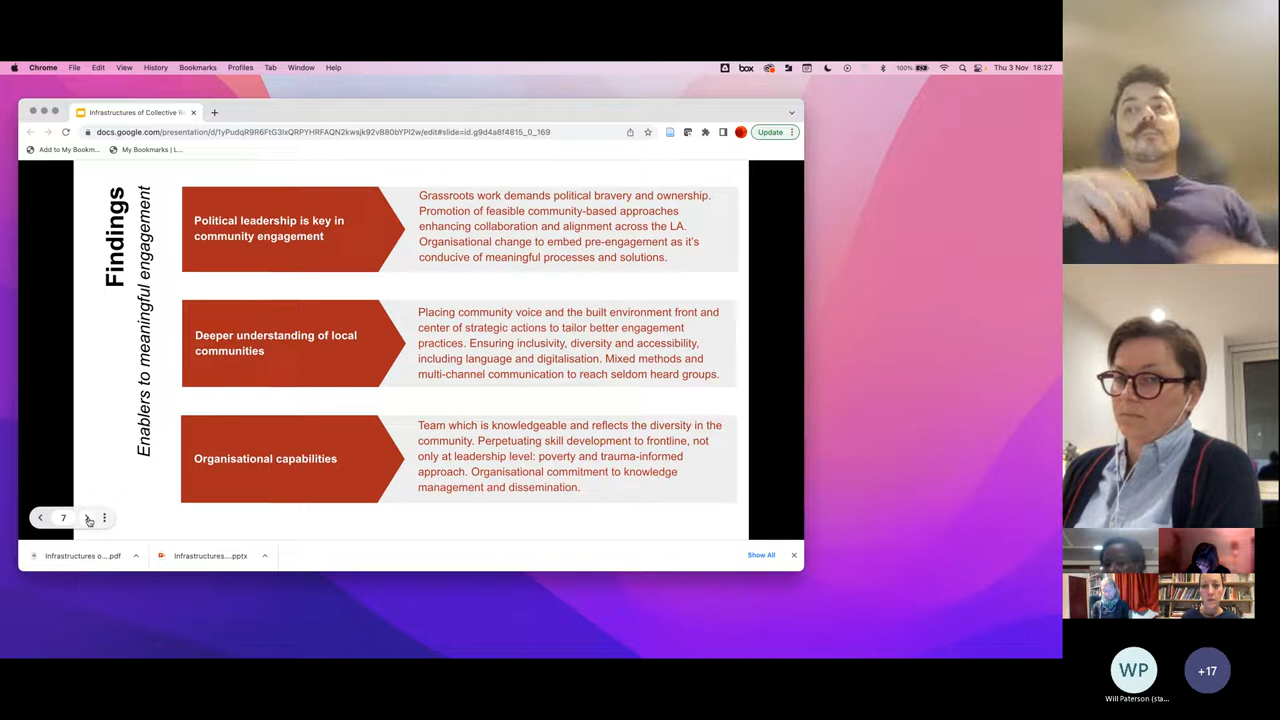 Chrome File Edit View History Bookmarks Profiles Tab Window Help
box 100% Thu 3 Nov 18:27
Infrastructures of Collective R
docs.google.com/presentation/d/1yPudqR9R6FtG3IxQRPYHRFAQN2kwsjk92vB80bYPI2w/edit#slide=id.g9d4a8f4815_0_169
Update
Add to My Bookm...
My Bookmarks | L...
Findings
Enablers to meaningful engagement
Political leadership is key in
community engagement
Grassroots work demands political bravery and ownership.
Promotion of feasible community-based approaches
enhancing collaboration and alignment across the LA.
Organisational change to embed pre-engagement as it's
conducive of meaningful processes and solutions.
Deeper understanding of local
communities
Placing community voice and the built environment front and
center of strategic actions to tailor better engagement
practices. Ensuring inclusivity, diversity and accessibility,
including language and digitalisation. Mixed methods and
multi-channel communication to reach seldom heard groups.
Organisational capabilities
Team which is knowledgeable and reflects the diversity in the
community. Perpetuating skill development to frontline, not
only at leadership level: poverty and trauma-informed
approach. Organisational commitment to knowledge
management and dissemination.
7
Infrastructures o....pdf
Infrastructures....pptx
Show All
WP
+17
Will Paterson (sta...